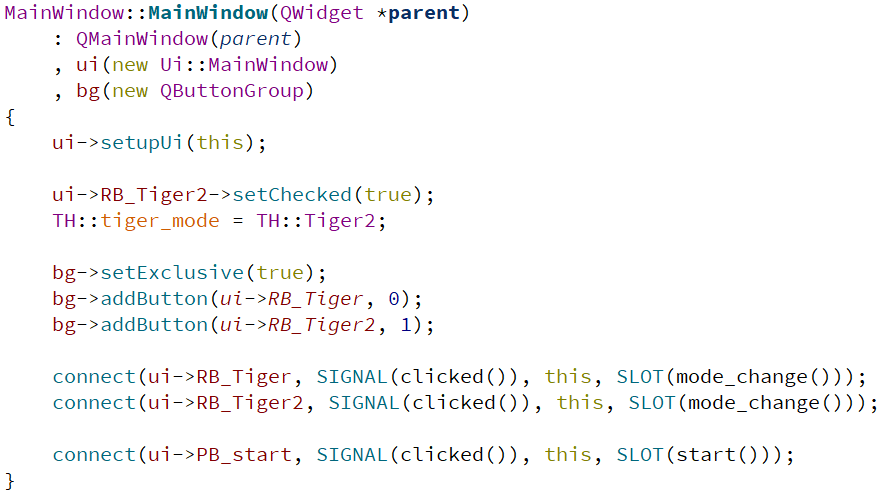 MainWindow::MainWindow(QWidget *parent)
    : QMainWindow(parent)
    , ui(new Ui::MainWindow)
    , bg(new QButtonGroup)
{
    ui->setupUi(this);

    ui->RB_Tiger2->setChecked(true);
    TH::tiger_mode = TH::Tiger2;

    bg->setExclusive(true);
    bg->addButton(ui->RB_Tiger, 0);
    bg->addButton(ui->RB_Tiger2, 1);

    connect(ui->RB_Tiger, SIGNAL(clicked()), this, SLOT(mode_change()));
    connect(ui->RB_Tiger2, SIGNAL(clicked()), this, SLOT(mode_change()));

    connect(ui->PB_start, SIGNAL(clicked()), this, SLOT(start()));
}